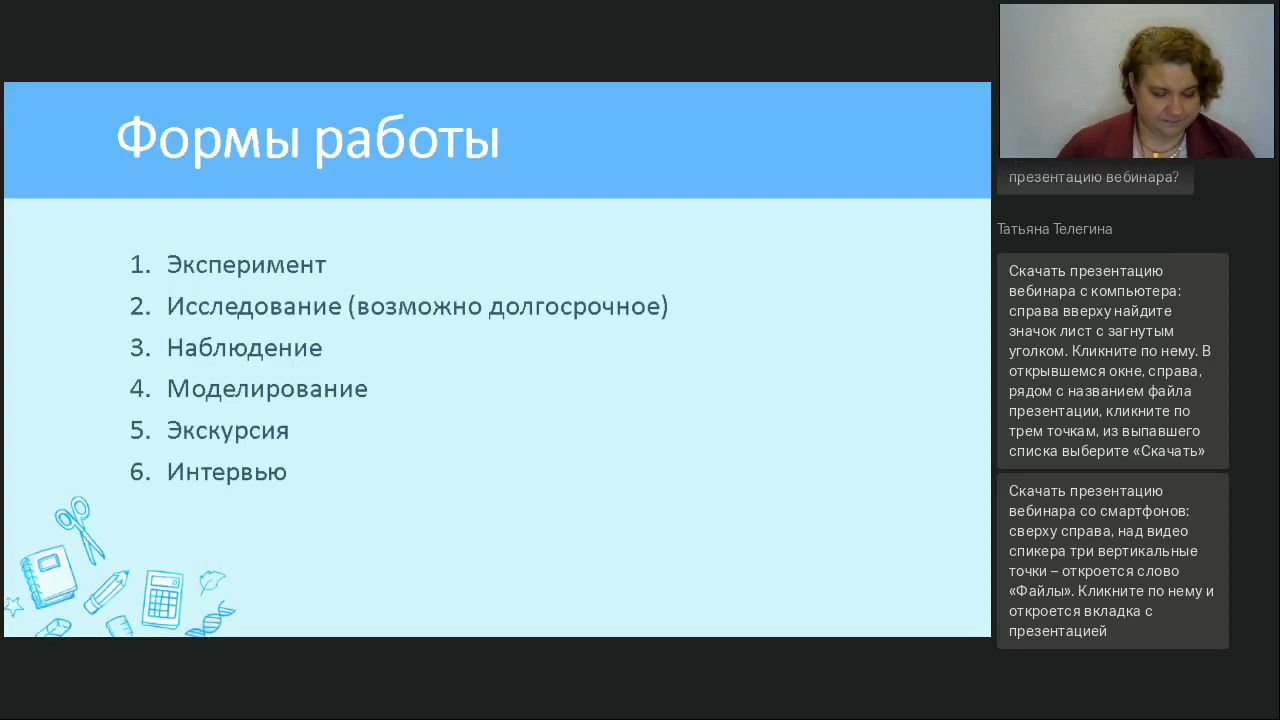 Формы работы
1. Эксперимент
2. Исследование (возможно долгосрочное)
3. Наблюдение
4. Моделирование
5. Экскурсия
6. Интервью
презентацию вебинара?
Татьяна Телегина
Скачать презентацию
вебинара с компьютера:
справа вверху найдите
значок лист с загнутым
уголком. Кликните по нему. В
открывшемся окне, справа,
рядом с названием файла
презентации, кликните по
трем точкам, из выпавшего
списка выберите «Скачать»
Скачать презентацию
вебинара со смартфонов:
сверху справа, над видео
спикера три вертикальные
точки – откроется слово
«Файлы». Кликните по нему и
откроется вкладка с
презентацией